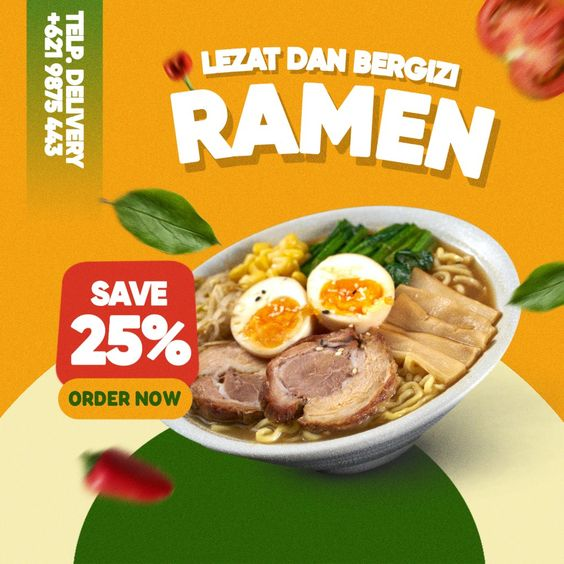 TELP. DELIVERY
+621 9875 443
LEZAT DAN BERGIZI
RAMEN
SAVE
25%
ORDER NOW